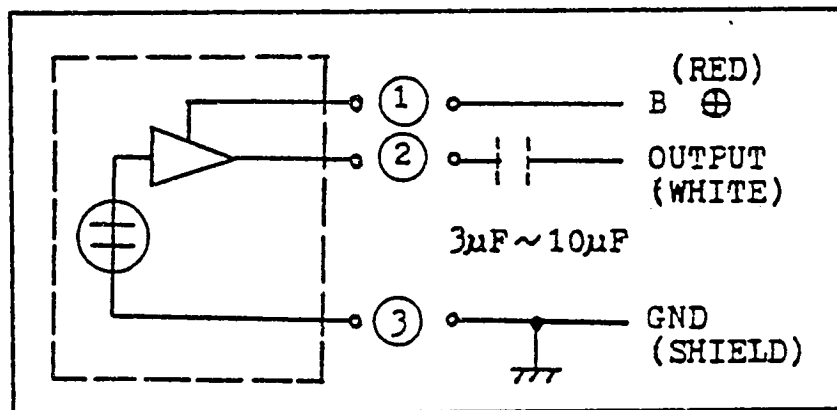 (RED)
① B ⊕
② OUTPUT
(WHITE)
3µF~10µF
③ GND
(SHIELD)